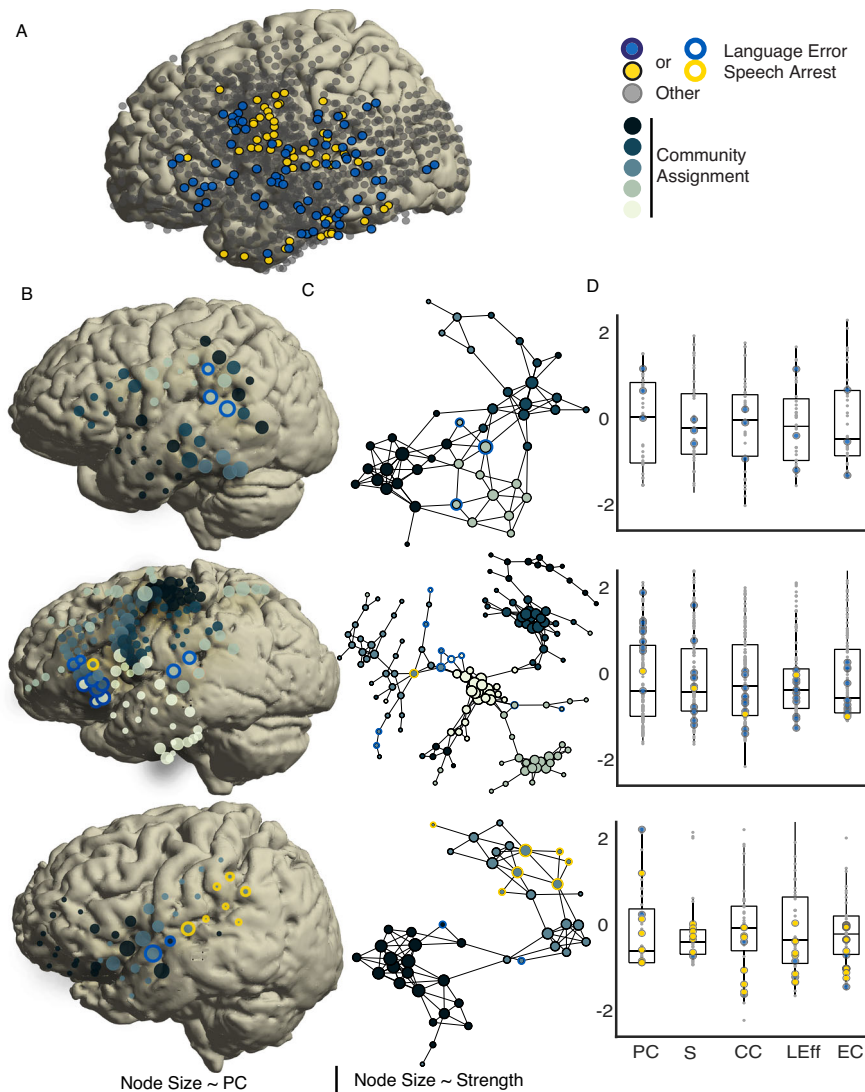 A
or
Language Error
Speech Arrest
Other
Community
Assignment
B
C
D
2
0
-2
2
0
-2
2
0
-2
PC
S
CC
LEff
EC
Node Size ~ PC
Node Size ~ Strength